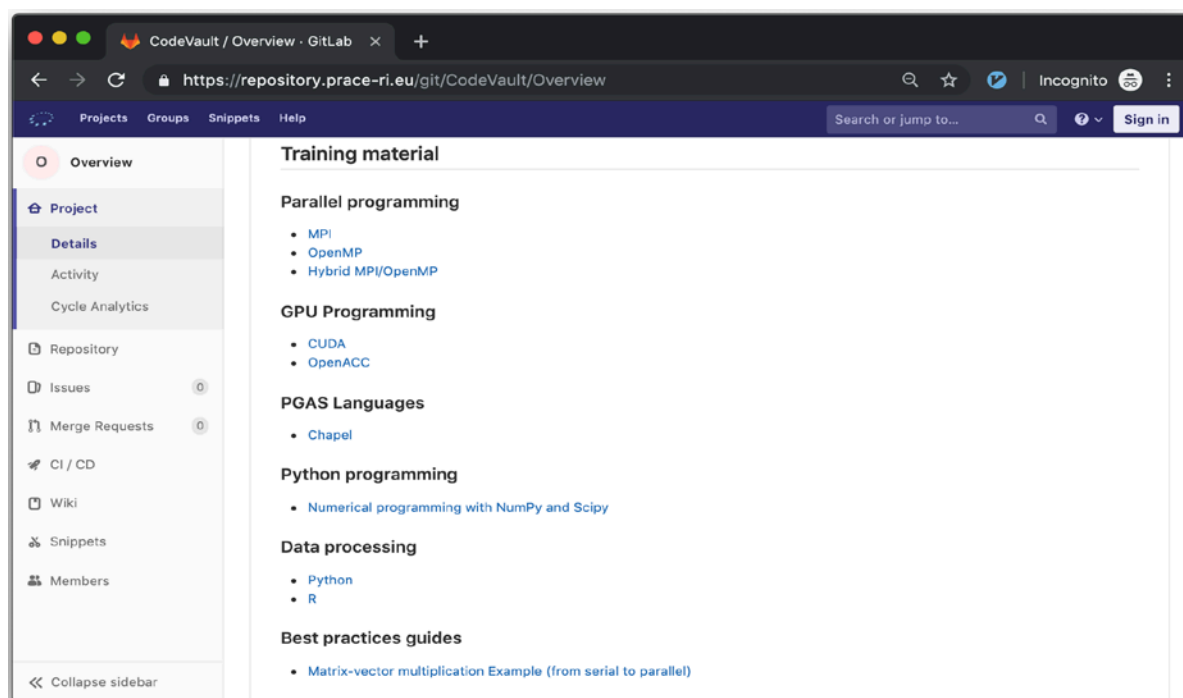 CodeVault / Overview · GitLab
https://repository.prace-ri.eu/git/CodeVault/Overview
Incognito
Projects Groups Snippets Help
Search or jump to...
Sign in
O Overview
Project
Details
Activity
Cycle Analytics
Repository
Issues 0
Merge Requests 0
CI / CD
Wiki
Snippets
Members
Collapse sidebar
Training material
Parallel programming
MPI
OpenMP
Hybrid MPI/OpenMP
GPU Programming
CUDA
OpenACC
PGAS Languages
Chapel
Python programming
Numerical programming with NumPy and Scipy
Data processing
Python
R
Best practices guides
Matrix-vector multiplication Example (from serial to parallel)